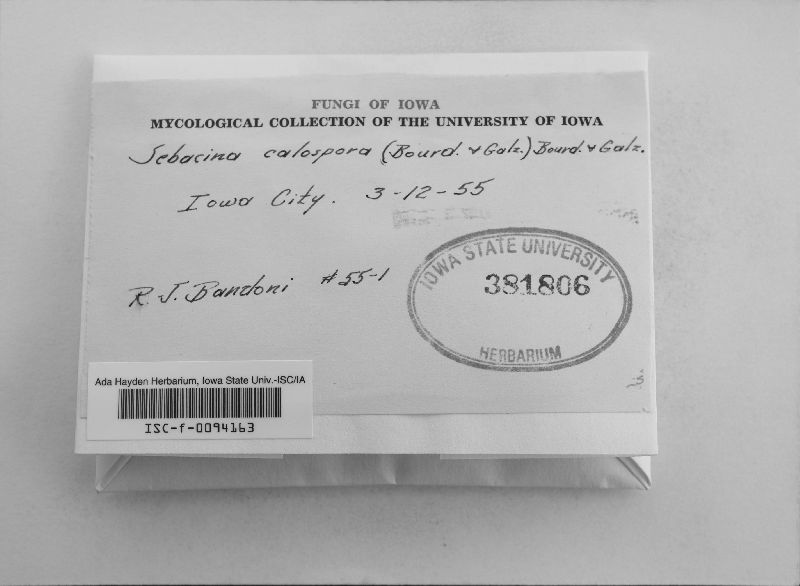 FUNGI OF IOWA
MYCOLOGICAL COLLECTION OF THE UNIVERSITY OF IOWA
Sebacina calospora (Bourd. & Galz.) Bourd. & Galz.
Iowa City. 3-12-55
R. J. Bandoni #55-1
IOWA STATE UNIVERSITY
381806
HERBARIUM
Ada Hayden Herbarium, Iowa State Univ.-ISC/IA
ISC-f-0094163